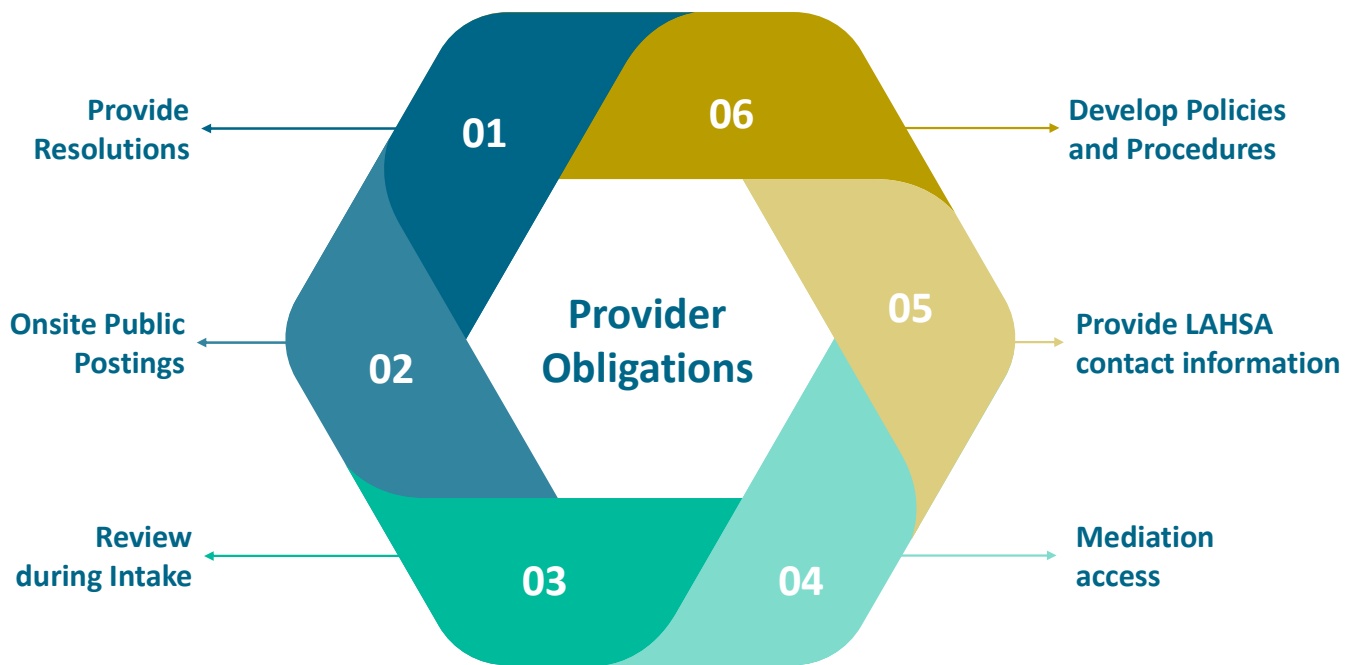 Provide
Resolutions
01
06
Develop Policies
and Procedures
Onsite Public
Postings
02
Provider
Obligations
05
Provide LAHSA
contact information
Review
during Intake
03
04
Mediation
access